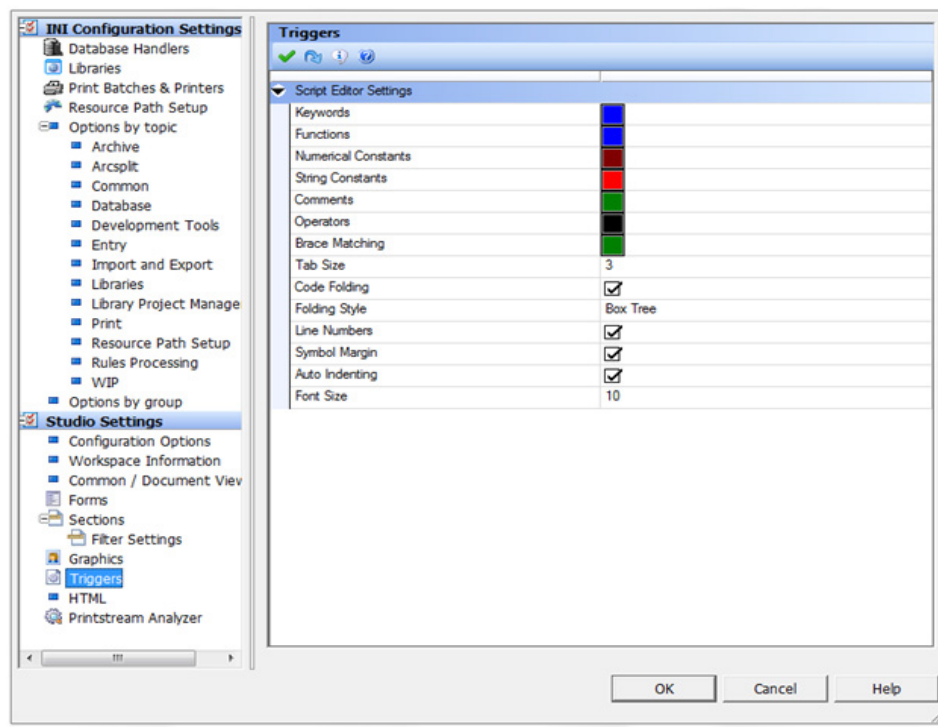 INI Configuration Settings
Database Handlers
Libraries
Print Batches & Printers
Resource Path Setup
Options by topic
Archive
Arcsplit
Common
Database
Development Tools
Entry
Import and Export
Libraries
Library Project Manage
Print
Resource Path Setup
Rules Processing
WIP
Options by group
Studio Settings
Configuration Options
Workspace Information
Common / Document View
Forms
Sections
Filter Settings
Graphics
Triggers
HTML
Printstream Analyzer
Triggers
Script Editor Settings
Keywords
Functions
Numerical Constants
String Constants
Comments
Operators
Brace Matching
Tab Size 3
Code Folding
Folding Style Box Tree
Line Numbers
Symbol Margin
Auto Indenting
Font Size 10
OK Cancel Help